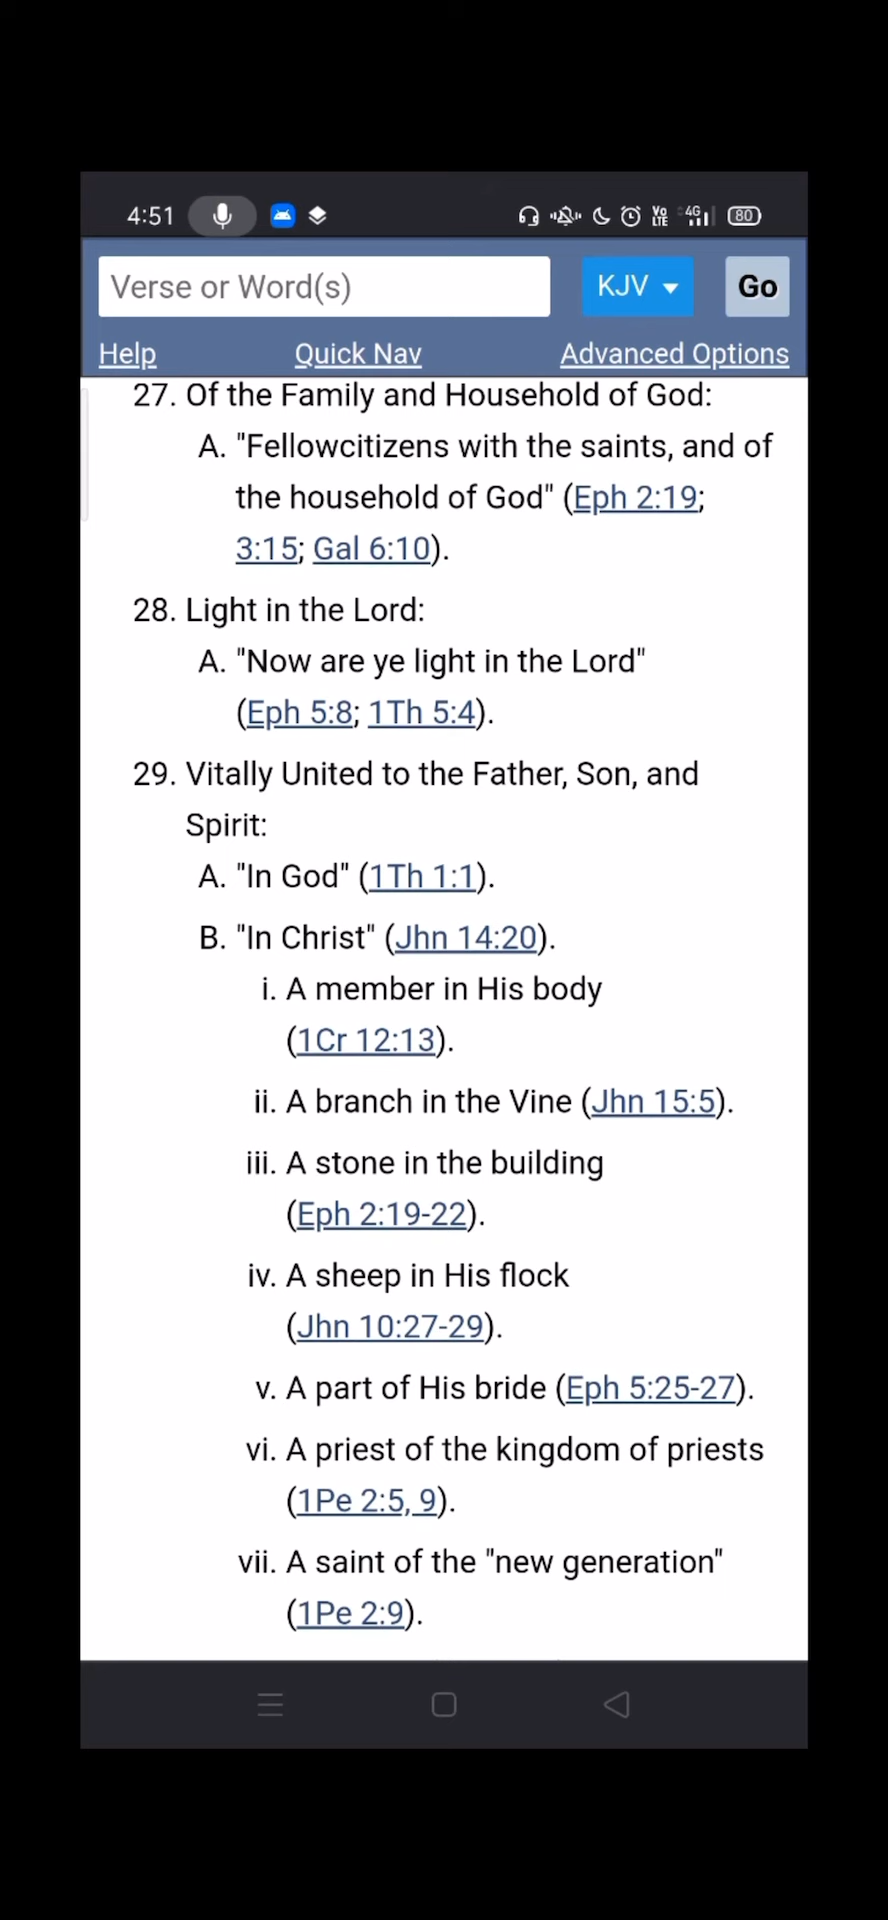 4:51
Vo LTE 4G 80
Verse or Word(s) KJV Go
Help Quick Nav Advanced Options
27. Of the Family and Household of God:
A. "Fellowcitizens with the saints, and of
the household of God" (Eph 2:19;
3:15; Gal 6:10).
28. Light in the Lord:
A. "Now are ye light in the Lord"
(Eph 5:8; 1Th 5:4).
29. Vitally United to the Father, Son, and
Spirit:
A. "In God" (1Th 1:1).
B. "In Christ" (Jhn 14:20).
i. A member in His body
(1Cr 12:13).
ii. A branch in the Vine (Jhn 15:5).
iii. A stone in the building
(Eph 2:19-22).
iv. A sheep in His flock
(Jhn 10:27-29).
v. A part of His bride (Eph 5:25-27).
vi. A priest of the kingdom of priests
(1Pe 2:5, 9).
vii. A saint of the "new generation"
(1Pe 2:9).